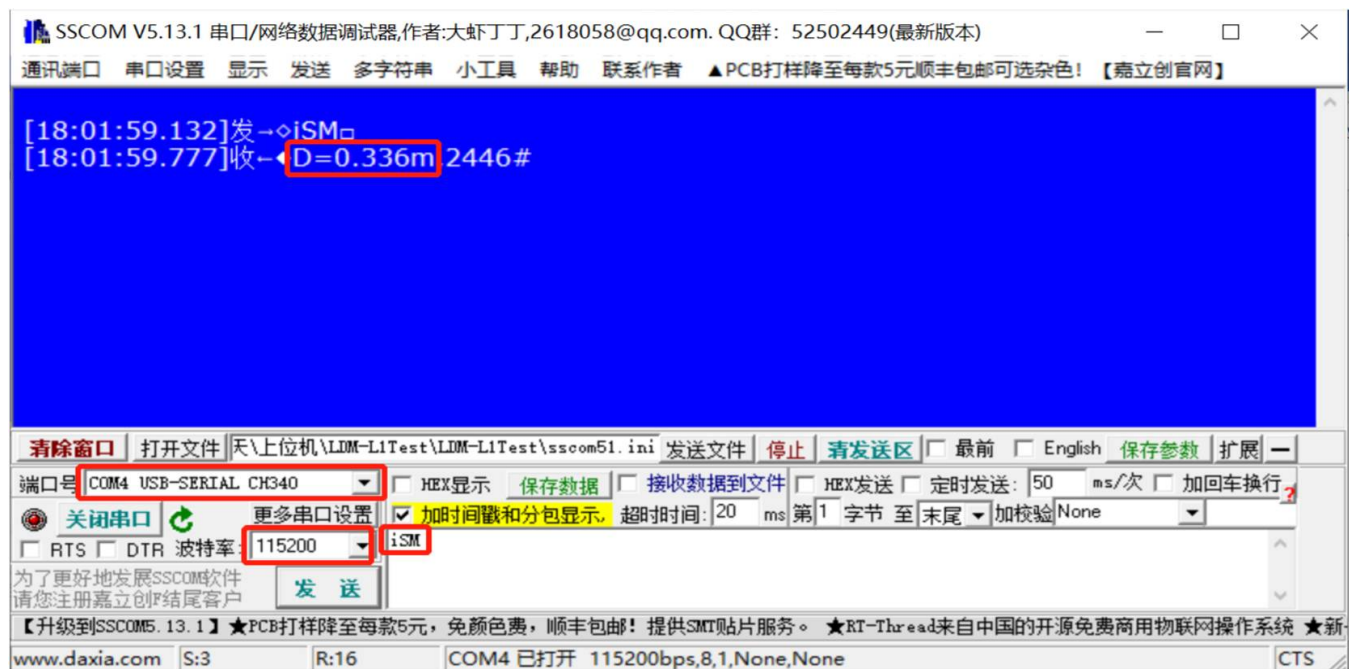 SSCOM V5.13.1 串口/网络数据调试器,作者:大虾丁丁,2618058@qq.com. QQ群: 52502449(最新版本)
通讯端口 串口设置 显示 发送 多字符串 小工具 帮助 联系作者 ▲PCB打样降至每款5元顺丰包邮可选杂色!【嘉立创官网】
[18:01:59.132]发→◇iSM□
[18:01:59.777]收←◆D=0.336m,2446#
清除窗口 打开文件 天\上位机\LDM-L1Test\LDM-L1Test\sscom51.ini 发送文件 停止 清发送区 最前 English 保存参数 扩展 —
端口号 COM4 USB-SERIAL CH340 HEX显示 保存数据 接收数据到文件 HEX发送 定时发送: 50 ms/次 加回车换行
关闭串口 更多串口设置 加时间戳和分包显示, 超时时间: 20 ms 第1 字节 至 末尾 加校验 None
RTS DTR 波特率: 115200 iSM
为了更好地发展SSCOM软件
请您注册嘉立创F结尾客户
发 送
【升级到SSCOM5.13.1】★PCB打样降至每款5元,免颜色费,顺丰包邮!提供SMT贴片服务。 ★RT-Thread来自中国的开源免费商用物联网操作系统 ★新
www.daxia.com S:3 R:16 COM4 已打开 115200bps,8,1,None,None CTS